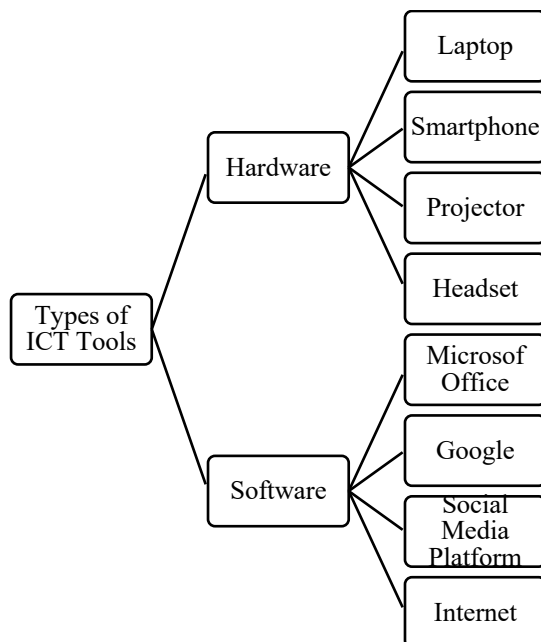 Types of
ICT Tools
Hardware
Laptop
Smartphone
Projector
Headset
Software
Microsof
Office
Google
Social
Media
Platform
Internet